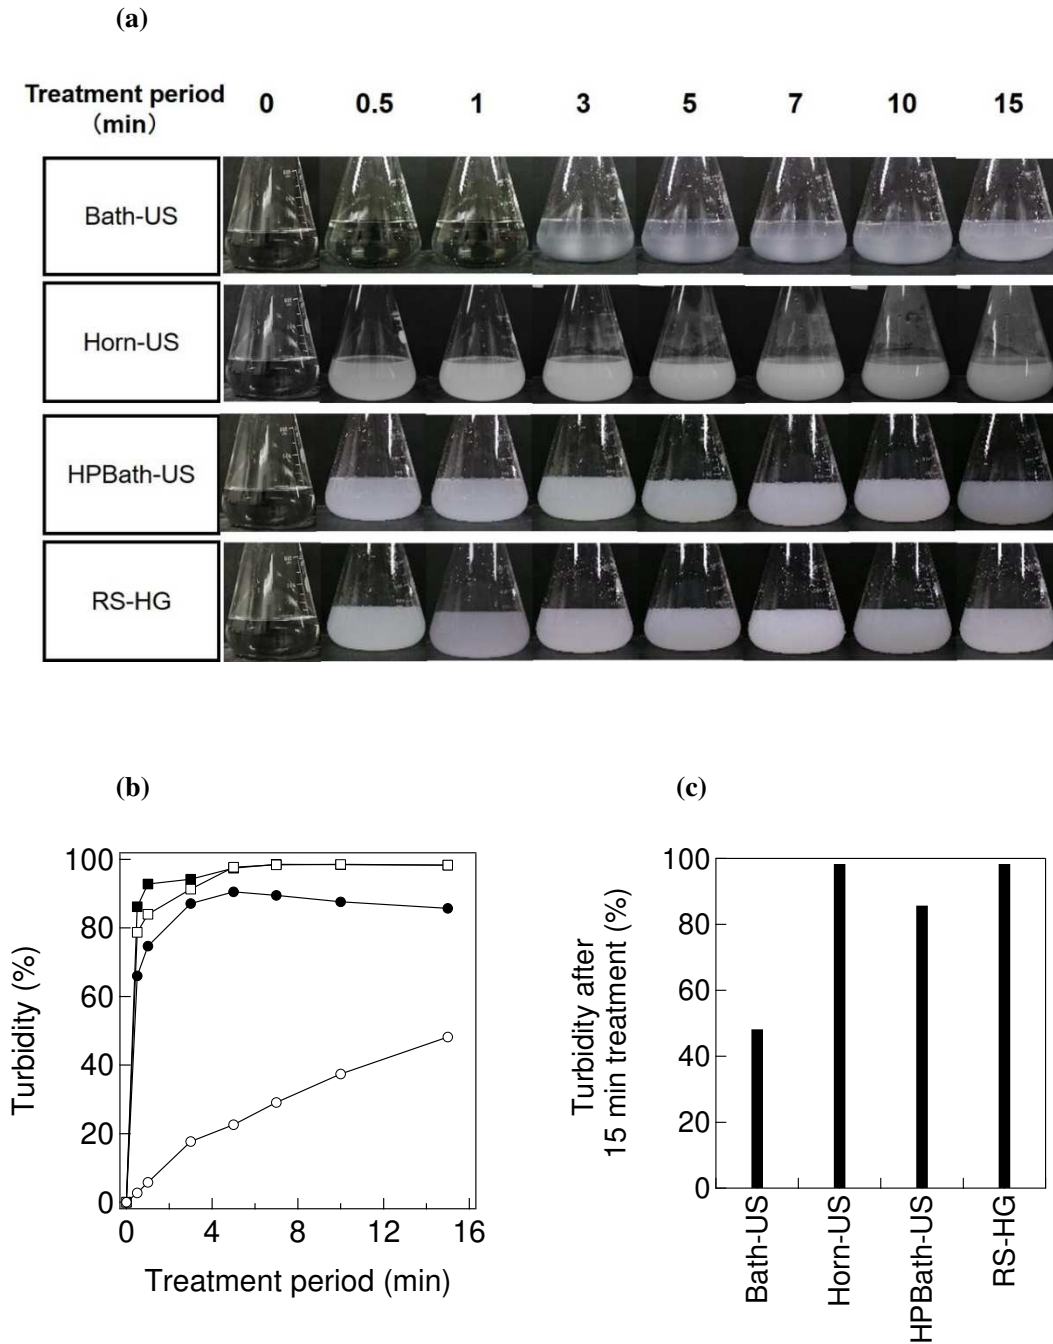 (a)
Treatment period
(min)
0 0.5 1 3 5 7 10 15
Bath-US
Horn-US
HPBath-US
RS-HG
(b)
100
80
60
40
20
0
Turbidity (%)
0 4 8 12 16
Treatment period (min)
(c)
100
80
60
40
20
0
Turbidity after
15 min treatment (%)
Bath-US
Horn-US
HPBath-US
RS-HG